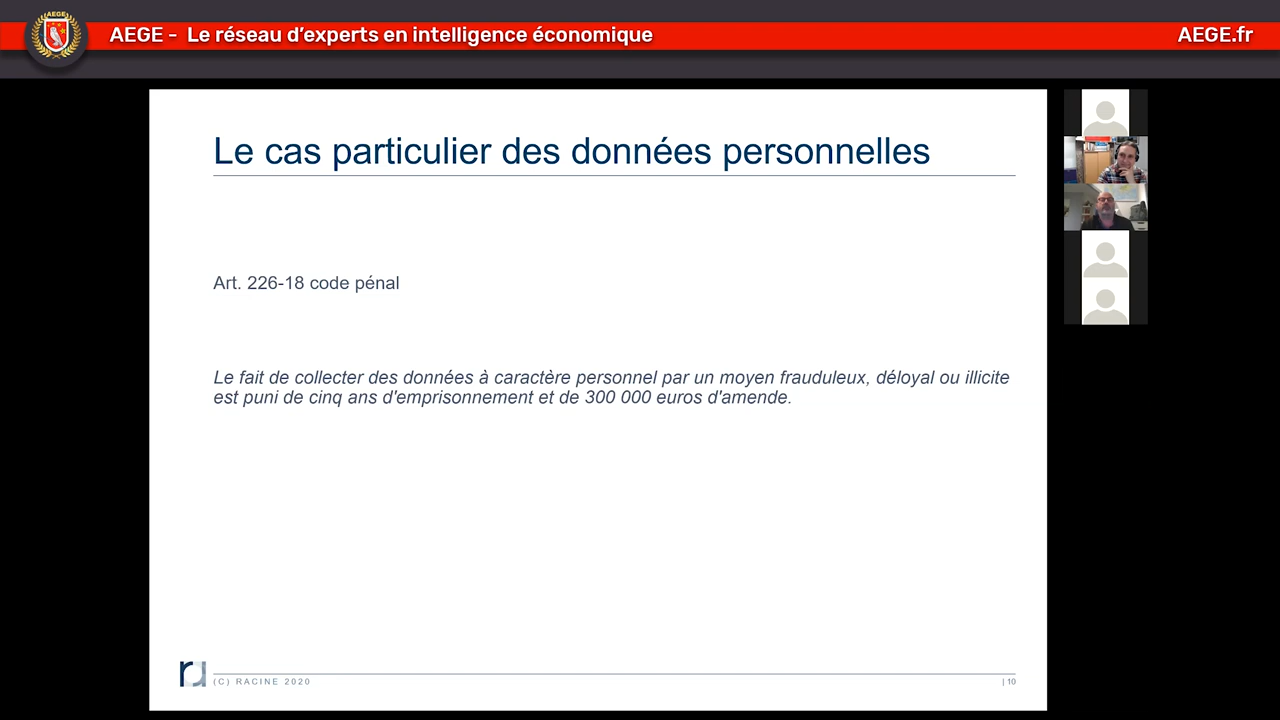 AEGE
AEGE - Le réseau d'experts en intelligence économique
AEGE.fr
Le cas particulier des données personnelles
Art. 226-18 code pénal
Le fait de collecter des données à caractère personnel par un moyen frauduleux, déloyal ou illicite
est puni de cinq ans d'emprisonnement et de 300 000 euros d'amende.
(C) RACINE 2020
| 10